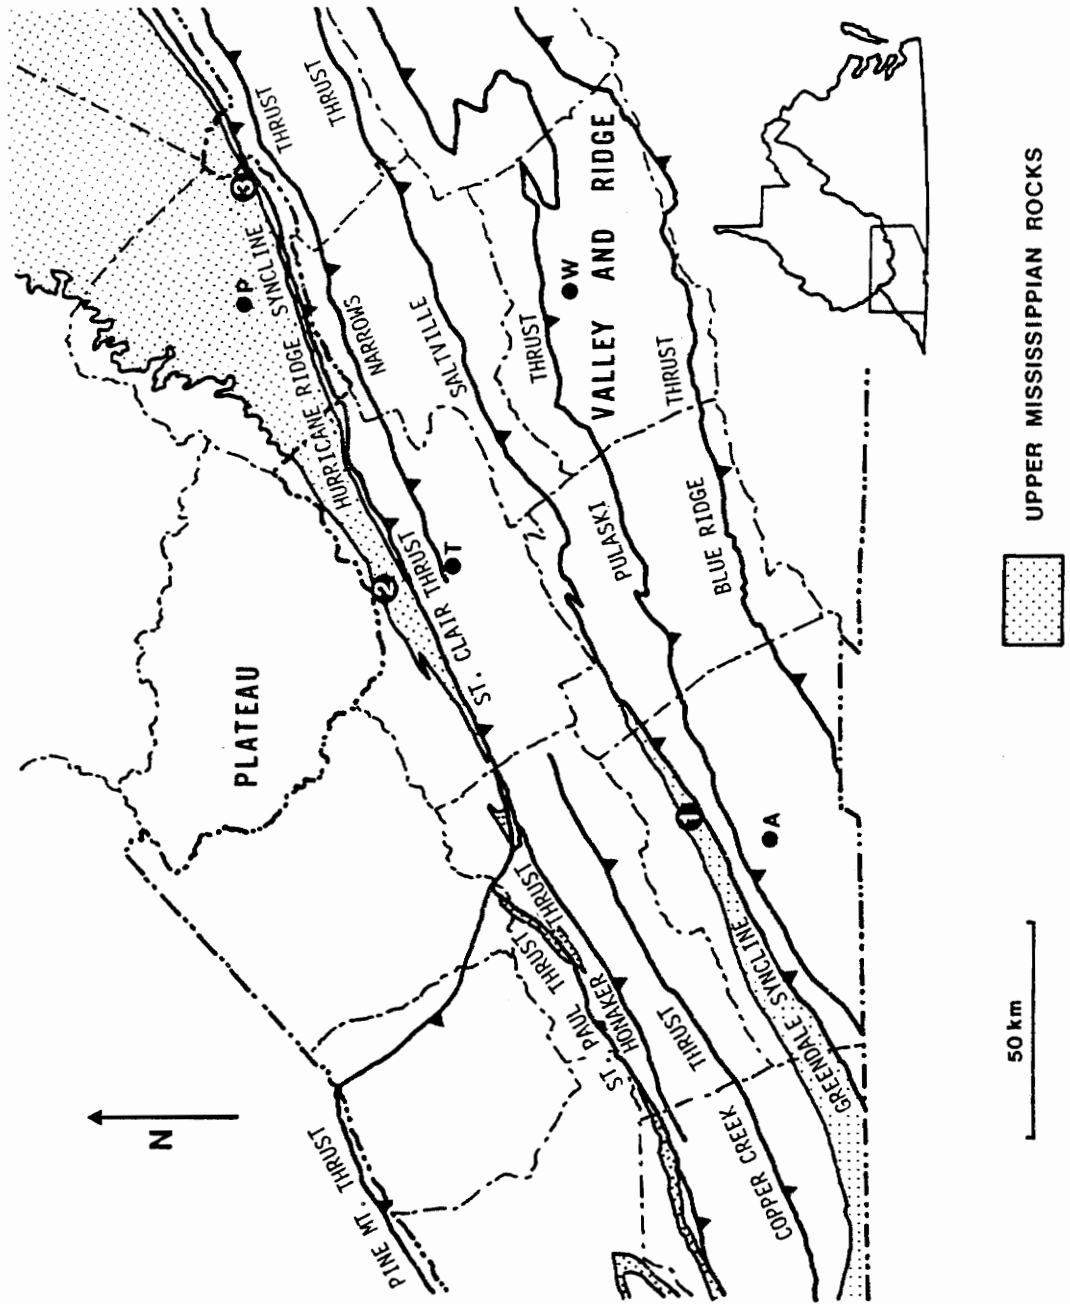 THRUST
THRUST
3
SYNCLINE
P
NARROWS
SALTVILLE
THRUST
W
VALLEY AND RIDGE
THRUST
HURRICANE RIDGE
2
ST. CLAIR THRUST
T
PULASKI
BLUE RIDGE
PLATEAU
1
A
THRUST
THRUST
ST. PAUL
HONAKER
THRUST
GREENDALE SYNCLINE
COPPER CREEK
PINE MT. THRUST
N
50 km
UPPER MISSISSIPPIAN ROCKS